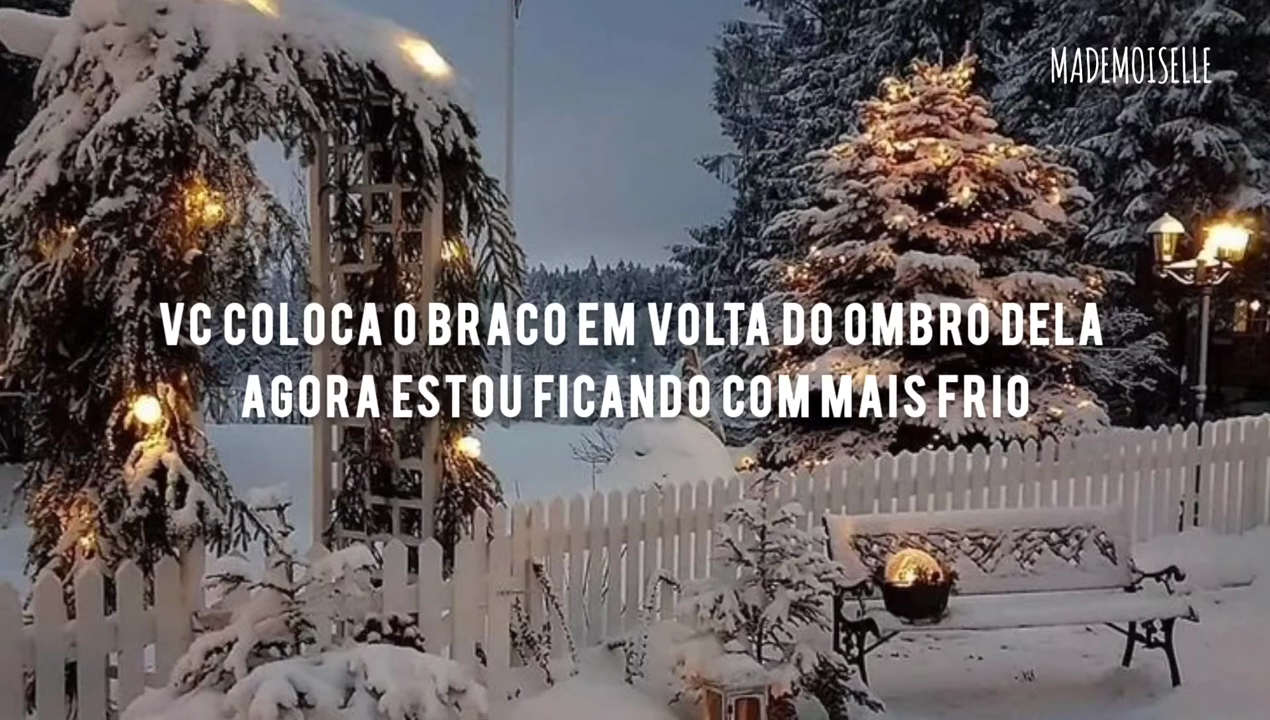 MADEMOISELLE
VC COLOCA O BRACO EM VOLTA DO OMBRO DELA
AGORA ESTOU FICANDO COM MAIS FRIO